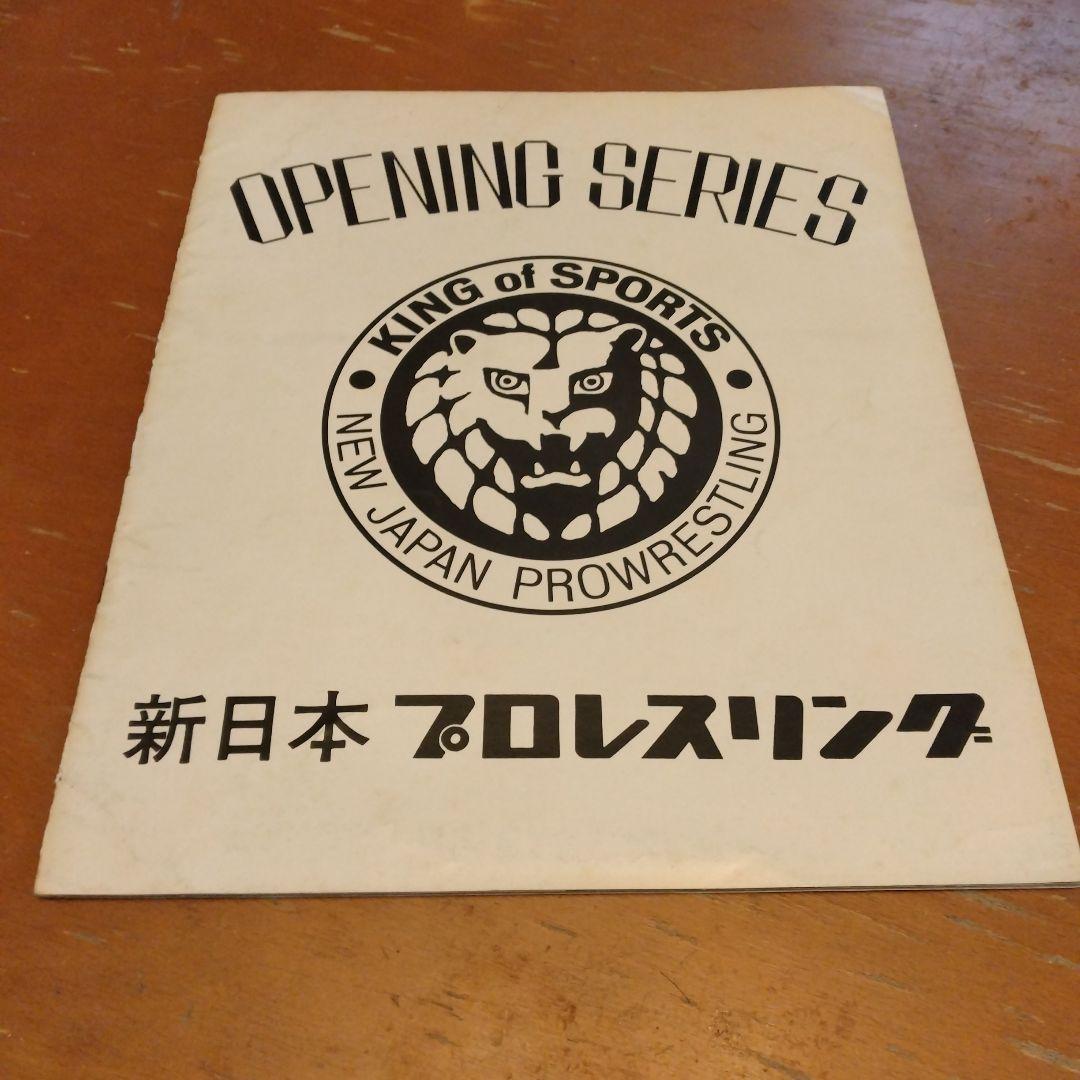 OPENING SERIES
KING of SPORTS
NEW JAPAN PROWRESTLING
新日本 プロレスリング